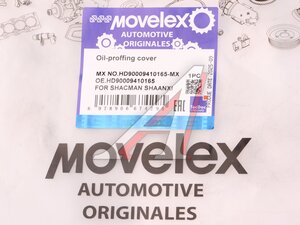 MOVELEX
AUTOMOTIVE
ORIGINALES
Oil-proffing cover
MX NO.HD90009410165-MX
OE.HD90009410165
FOR SHACMAN SHAANXI
1PC
EAC
MOVELEX
AUTOMOTIVE
ORIGINALES